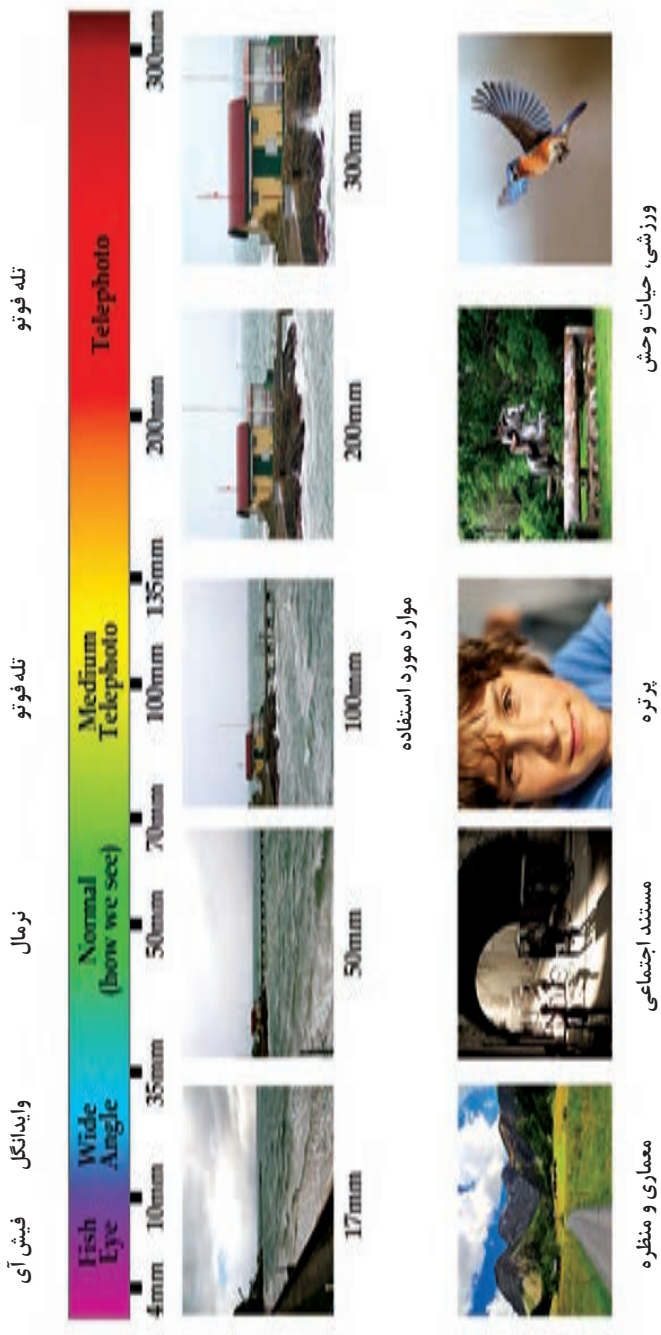 فیش آی
وایدانگل
نرمال
تله فوتو
تله فوتو
Fish
Eye
Wide
Angle
Normal
(how we see)
Medium
Telephoto
Telephoto
4mm
10mm
35mm
50mm
70mm
100mm
135mm
200mm
300mm
17mm
50mm
100mm
200mm
300mm
موارد مورد استفاده
معماری و منظره
مستند اجتماعی
پرتره
ورزشی، حیات وحش